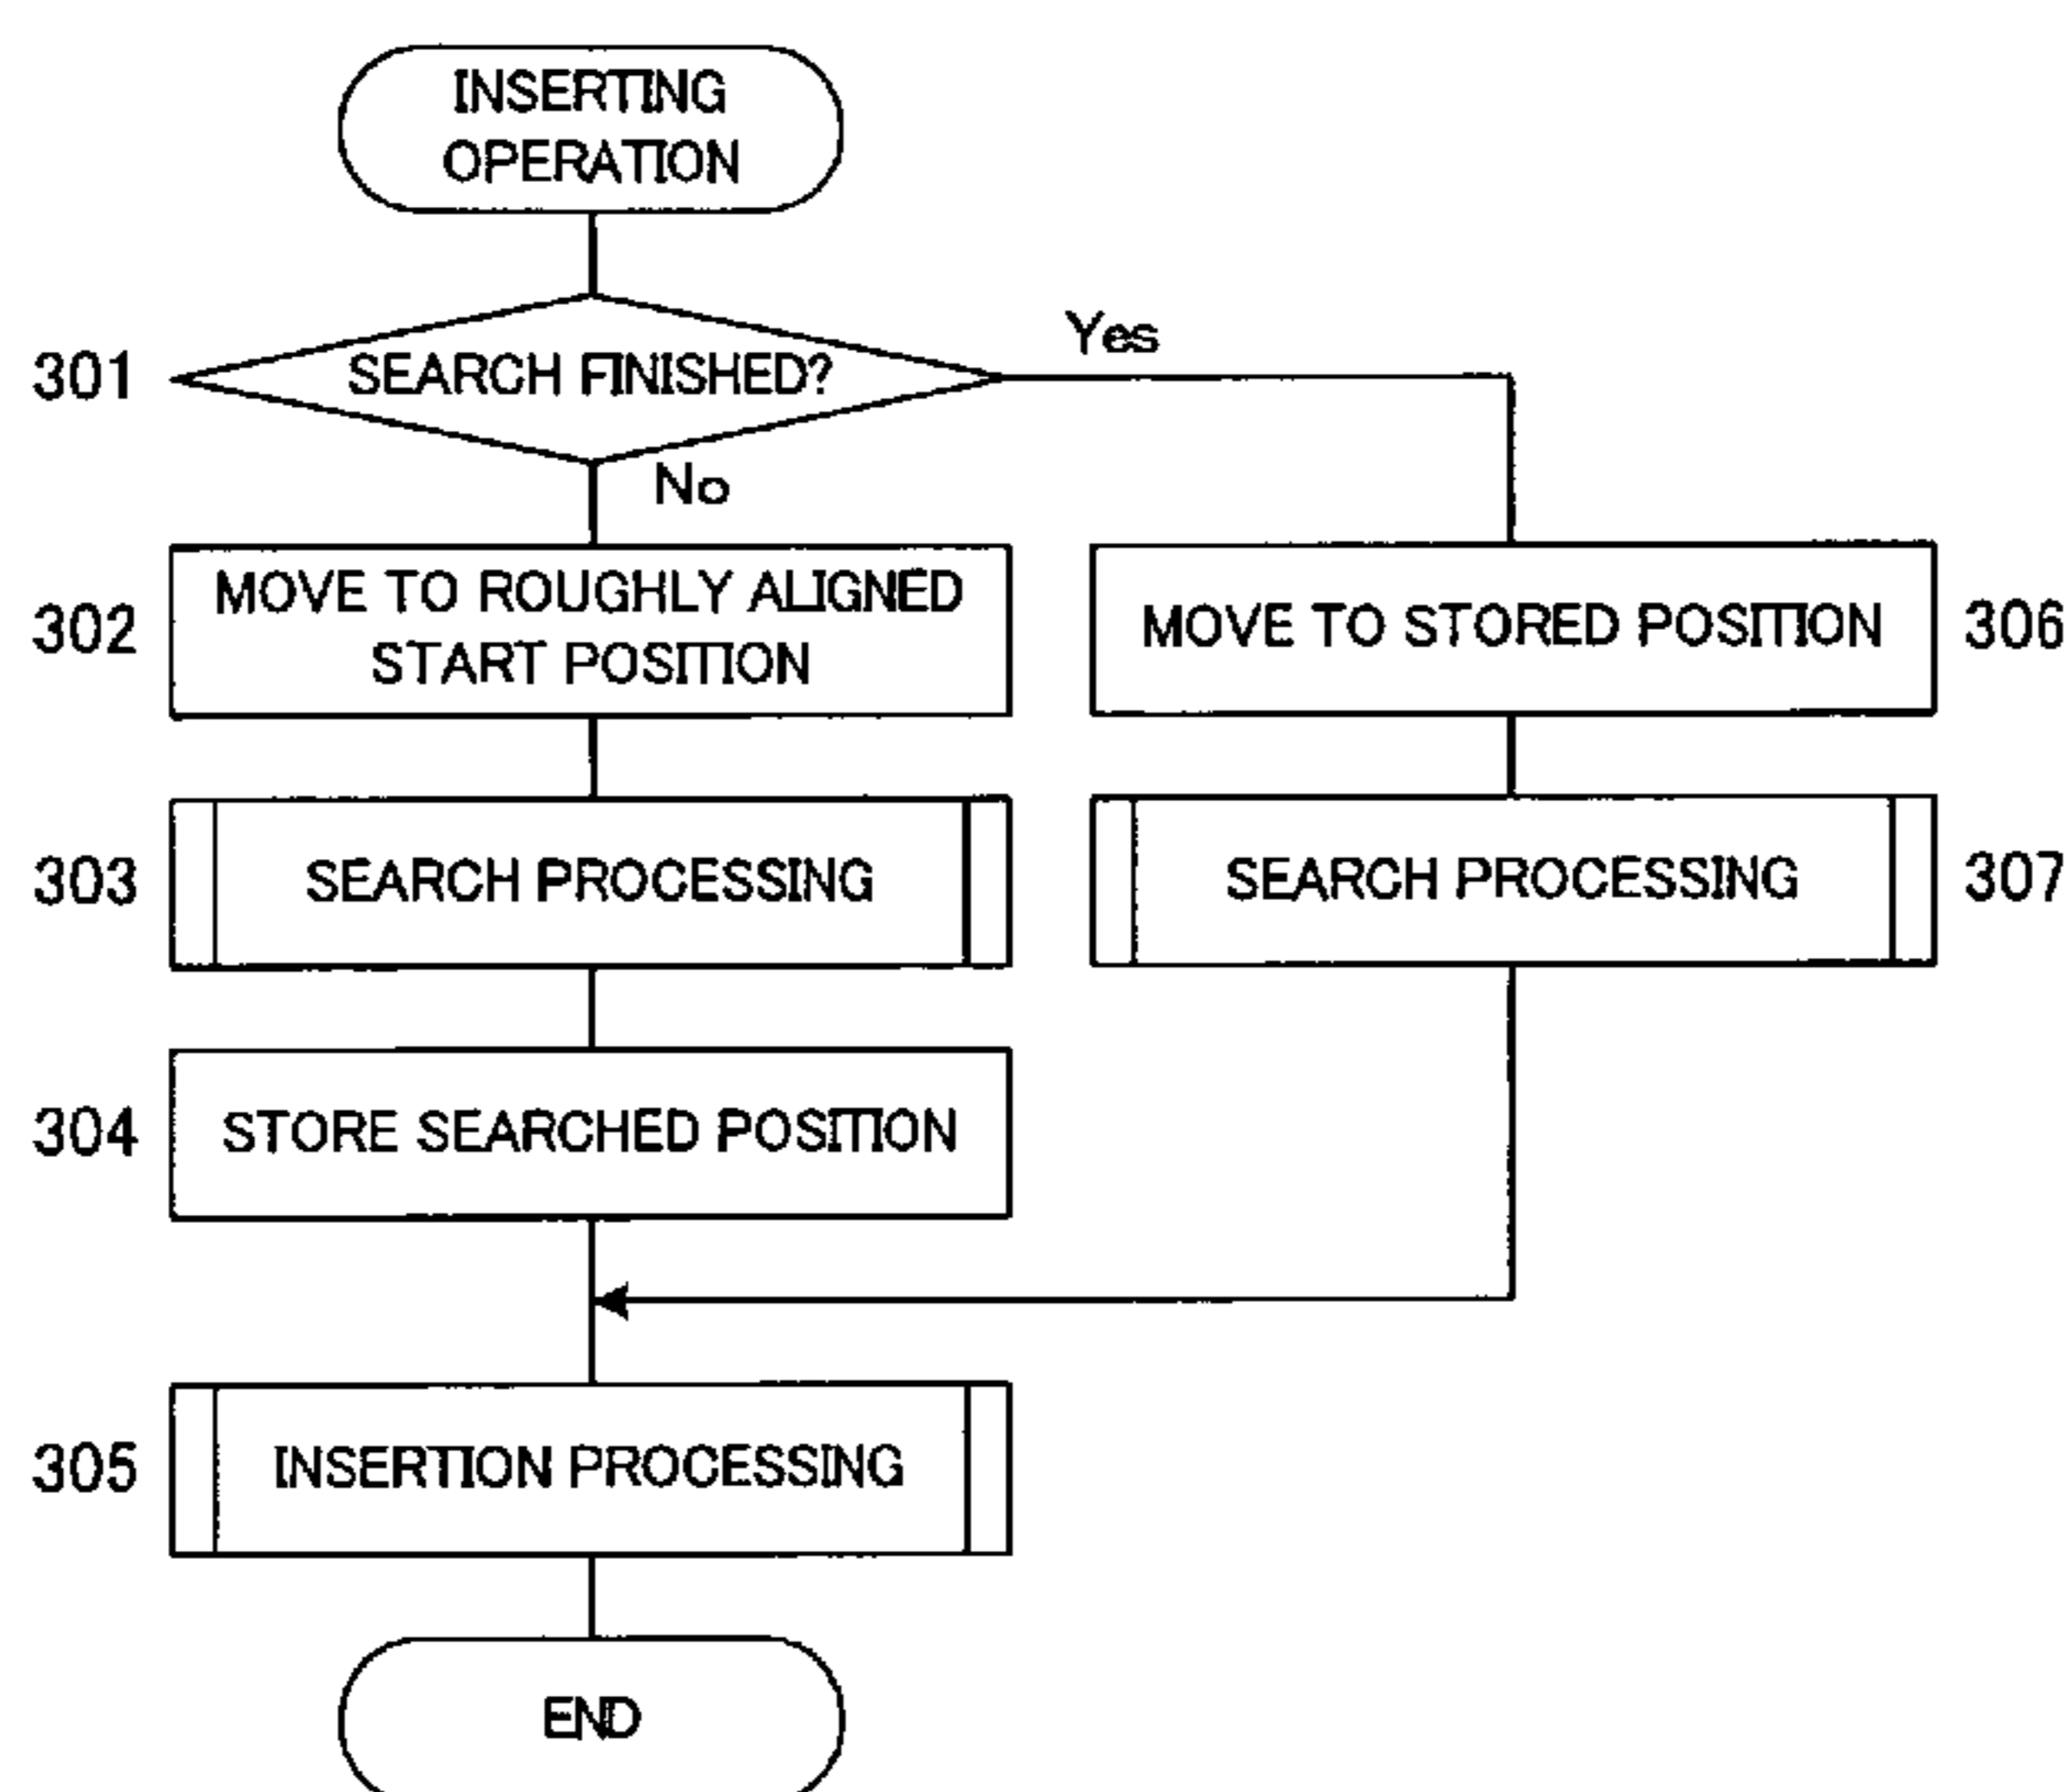 INSERTING
OPERATION
301
SEARCH FINISHED?
Yes
No
302
MOVE TO ROUGHLY ALIGNED
START POSITION
MOVE TO STORED POSITION
306
303
SEARCH PROCESSING
SEARCH PROCESSING
307
304
STORE SEARCHED POSITION
305
INSERTION PROCESSING
END